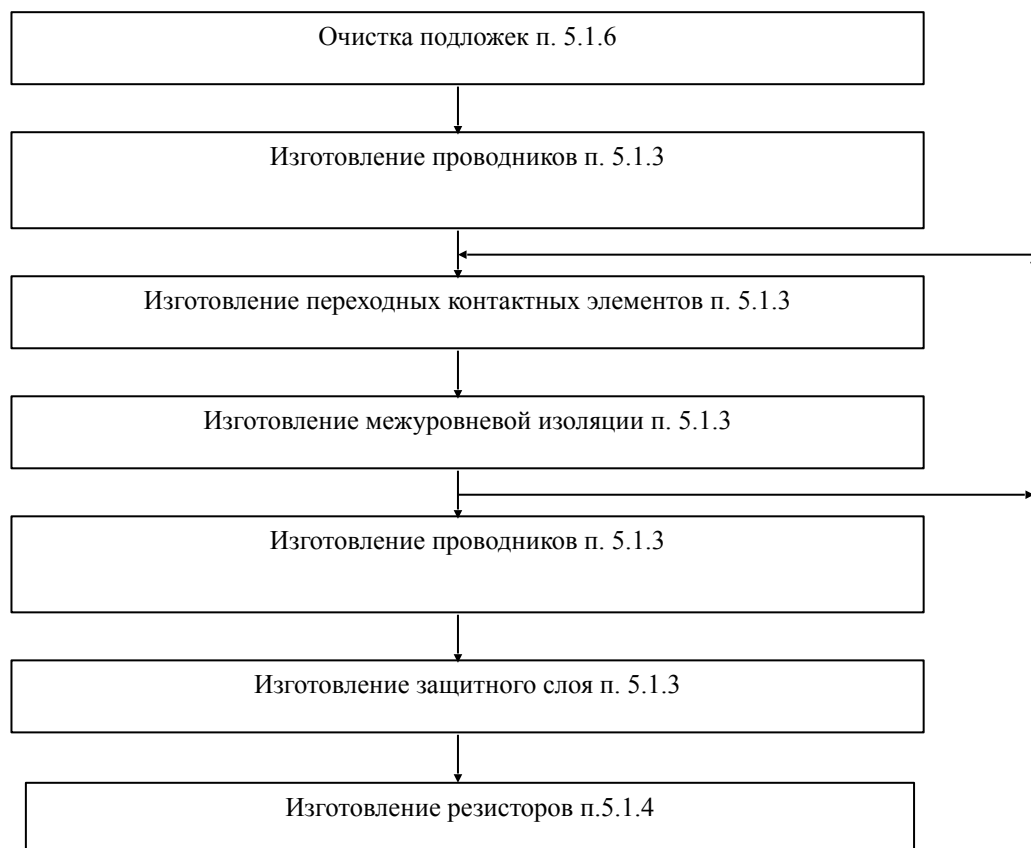 Очистка подложек п. 5.1.6
Изготовление проводников п. 5.1.3
Изготовление переходных контактных элементов п. 5.1.3
Изготовление межуровневой изоляции п. 5.1.3
Изготовление проводников п. 5.1.3
Изготовление защитного слоя п. 5.1.3
Изготовление резисторов п.5.1.4